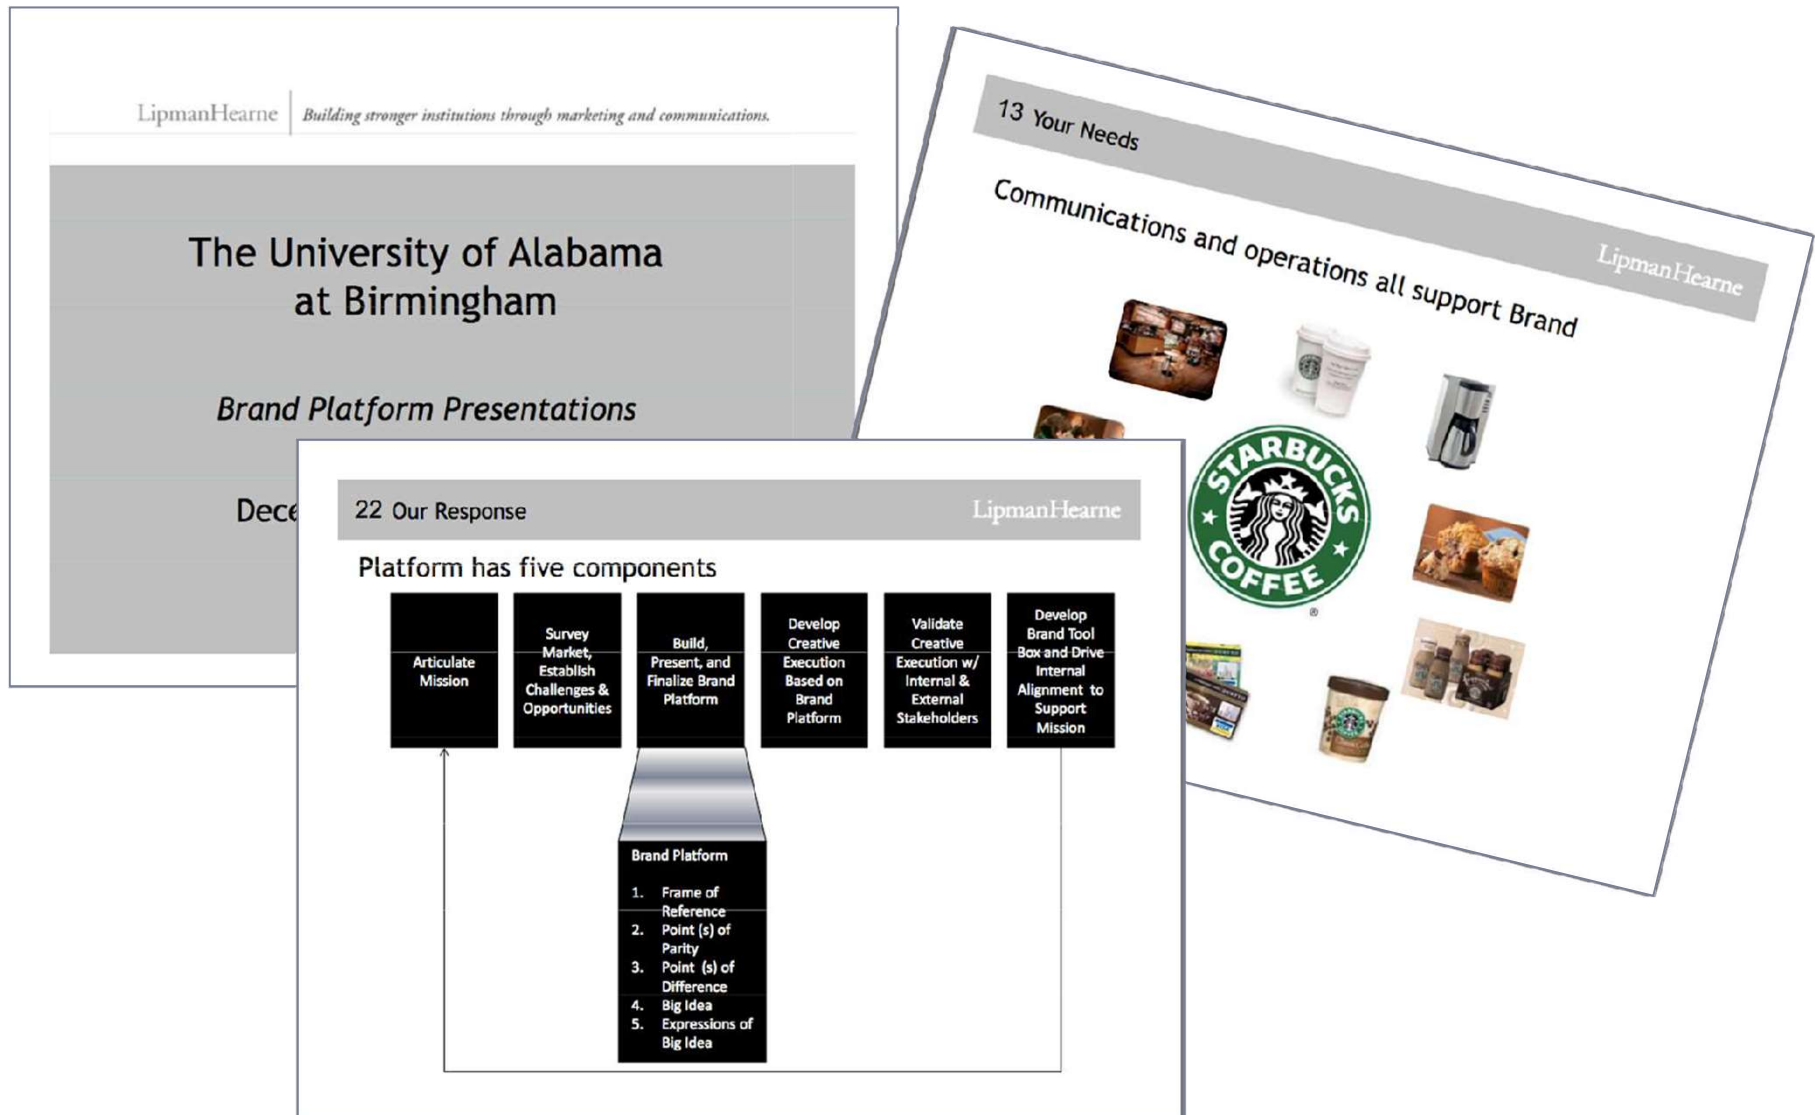 LipmanHearne
Building stronger institutions through marketing and communications.
The University of Alabama
at Birmingham
Brand Platform Presentations
Dece
13 Your Needs
LipmanHearne
Communications and operations all support Brand
STARBUCKS
COFFEE
®
22 Our Response
LipmanHearne
Platform has five components
Articulate
Mission
Survey
Market,
Establish
Challenges &
Opportunities
Build,
Present, and
Finalize Brand
Platform
Develop
Creative
Execution
Based on
Brand
Platform
Validate
Creative
Execution w/
Internal &
External
Stakeholders
Develop
Brand Tool
Box and Drive
Internal
Alignment to
Support
Mission
Brand Platform
1. Frame of
Reference
2. Point (s) of
Parity
3. Point (s) of
Difference
4. Big Idea
5. Expressions of
Big Idea